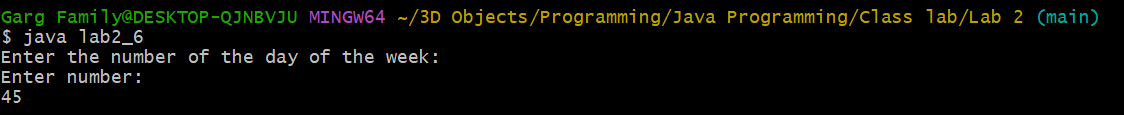 Garg Family@DESKTOP-QJNBVJU MINGW64 ~/3D Objects/Programming/Java Programming/Class lab/Lab 2 (main)
$ java lab2_6
Enter the number of the day of the week:
Enter number:
45